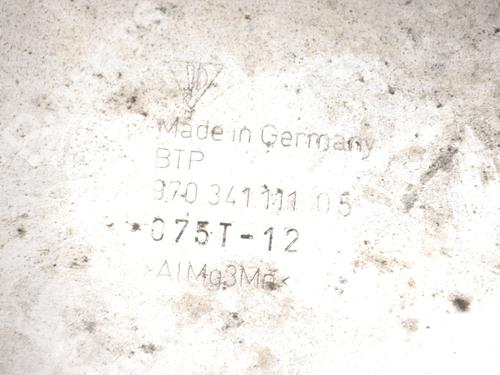 Made in Germany
BTP
970 341 111 05
075T-12
>AlMg3Mn<